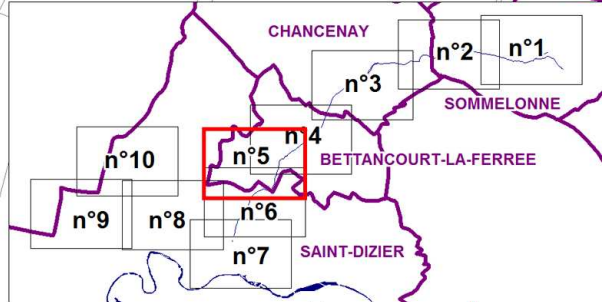 CHANCENAY
n°1
n°2
n°3
SOMMELONNE
n°4
n°5
n°10
BETTANCOURT-LA-FERREE
n°6
n°9
n°8
n°7
SAINT-DIZIER